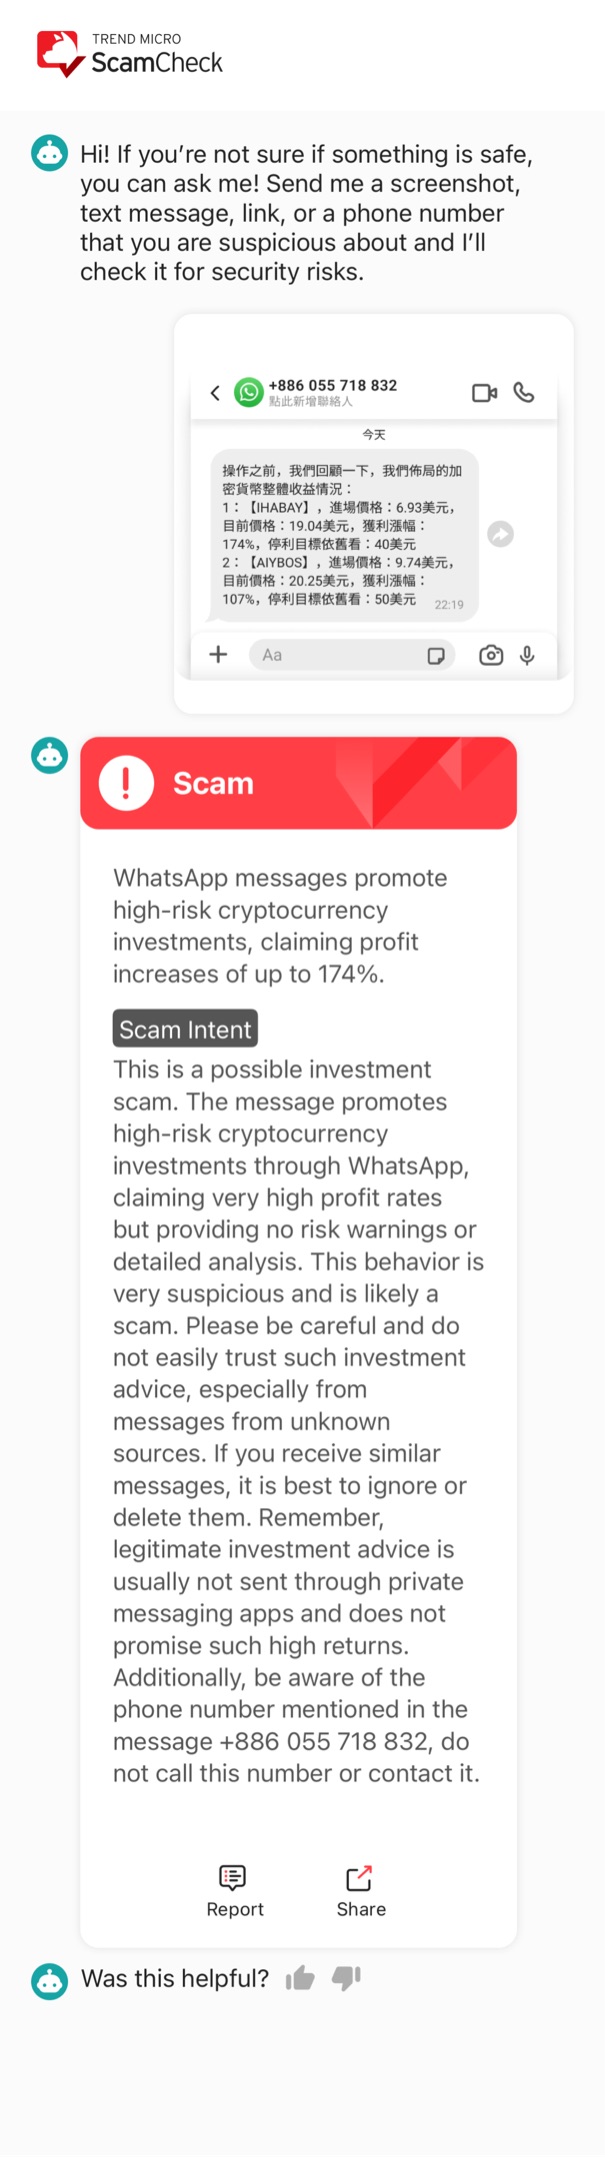 TREND MICRO
ScamCheck
Hi! If you’re not sure if something is safe,
you can ask me! Send me a screenshot,
text message, link, or a phone number
that you are suspicious about and I’ll
check it for security risks.
+886 055 718 832
點此新增聯絡人
今天
操作之前，我們回顧一下，我們佈局的加
密貨幣整體收益情況：
1：【IHABAY】，進場價格：6.93美元，
目前價格：19.04美元，獲利漲幅：
174%，停利目標依舊看：40美元
2：【AIYBOS】，進場價格：9.74美元，
目前價格：20.25美元，獲利漲幅：
107%，停利目標依舊看：50美元
22:19
Aa
Scam
WhatsApp messages promote
high-risk cryptocurrency
investments, claiming profit
increases of up to 174%.
Scam Intent
This is a possible investment
scam. The message promotes
high-risk cryptocurrency
investments through WhatsApp,
claiming very high profit rates
but providing no risk warnings or
detailed analysis. This behavior is
very suspicious and is likely a
scam. Please be careful and do
not easily trust such investment
advice, especially from
messages from unknown
sources. If you receive similar
messages, it is best to ignore or
delete them. Remember,
legitimate investment advice is
usually not sent through private
messaging apps and does not
promise such high returns.
Additionally, be aware of the
phone number mentioned in the
message +886 055 718 832, do
not call this number or contact it.
Report
Share
Was this helpful?